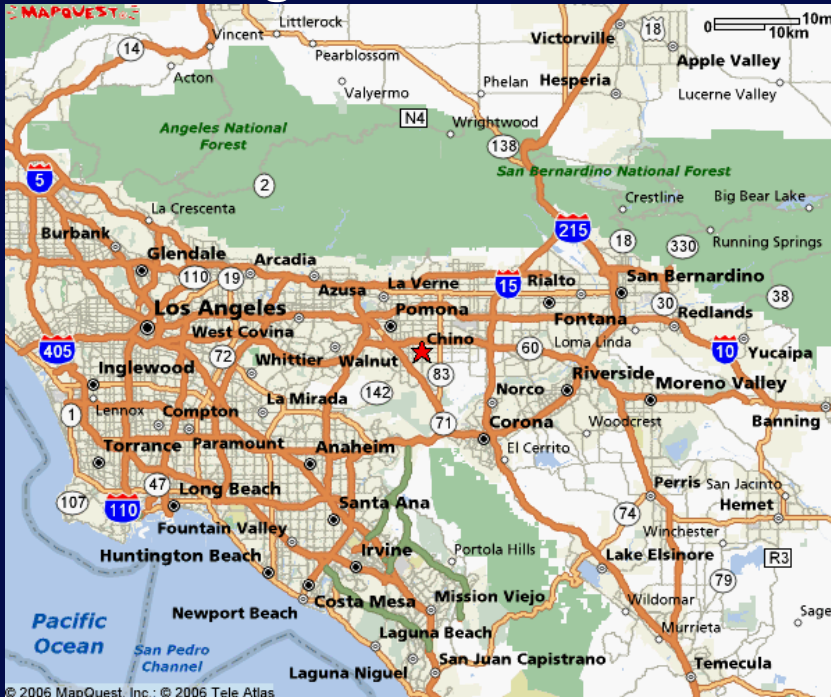 MAPQUEST
Littlerock
14
Vincent
Pearblossom
Victorville
18
0
10m
10km
Acton
Valyermo
Phelan
Hesperia
Apple Valley
Lucerne Valley
Angeles National
Forest
N4
Wrightwood
138
San Bernardino National Forest
5
2
La Crescenta
Crestline
Big Bear Lake
215
Burbank
Glendale
Arcadia
18
330
Running Springs
110
19
Azusa
La Verne
15
Rialto
San Bernardino
38
Los Angeles
Pomona
30
Redlands
West Covina
Chino
Fontana
405
72
Whittier
Walnut
60
Loma Linda
10
Yucaipa
Inglewood
83
Riverside
Moreno Valley
1
Lennox
Compton
La Mirada
142
Norco
Banning
71
Corona
Woodcrest
Torrance
Paramount
Anaheim
El Cerrito
107
47
Long Beach
Perris
San Jacinto
110
Santa Ana
74
Hemet
Fountain Valley
Winchester
Huntington Beach
Irvine
Portola Hills
Lake Elsinore
R3
79
Newport Beach
Costa Mesa
Mission Viejo
Wildomar
Sage
Pacific
Ocean
San Pedro
Channel
Laguna Beach
Murrieta
Laguna Niguel
San Juan Capistrano
Temecula
© 2006 MapQuest, Inc.; © 2006 Tele Atlas